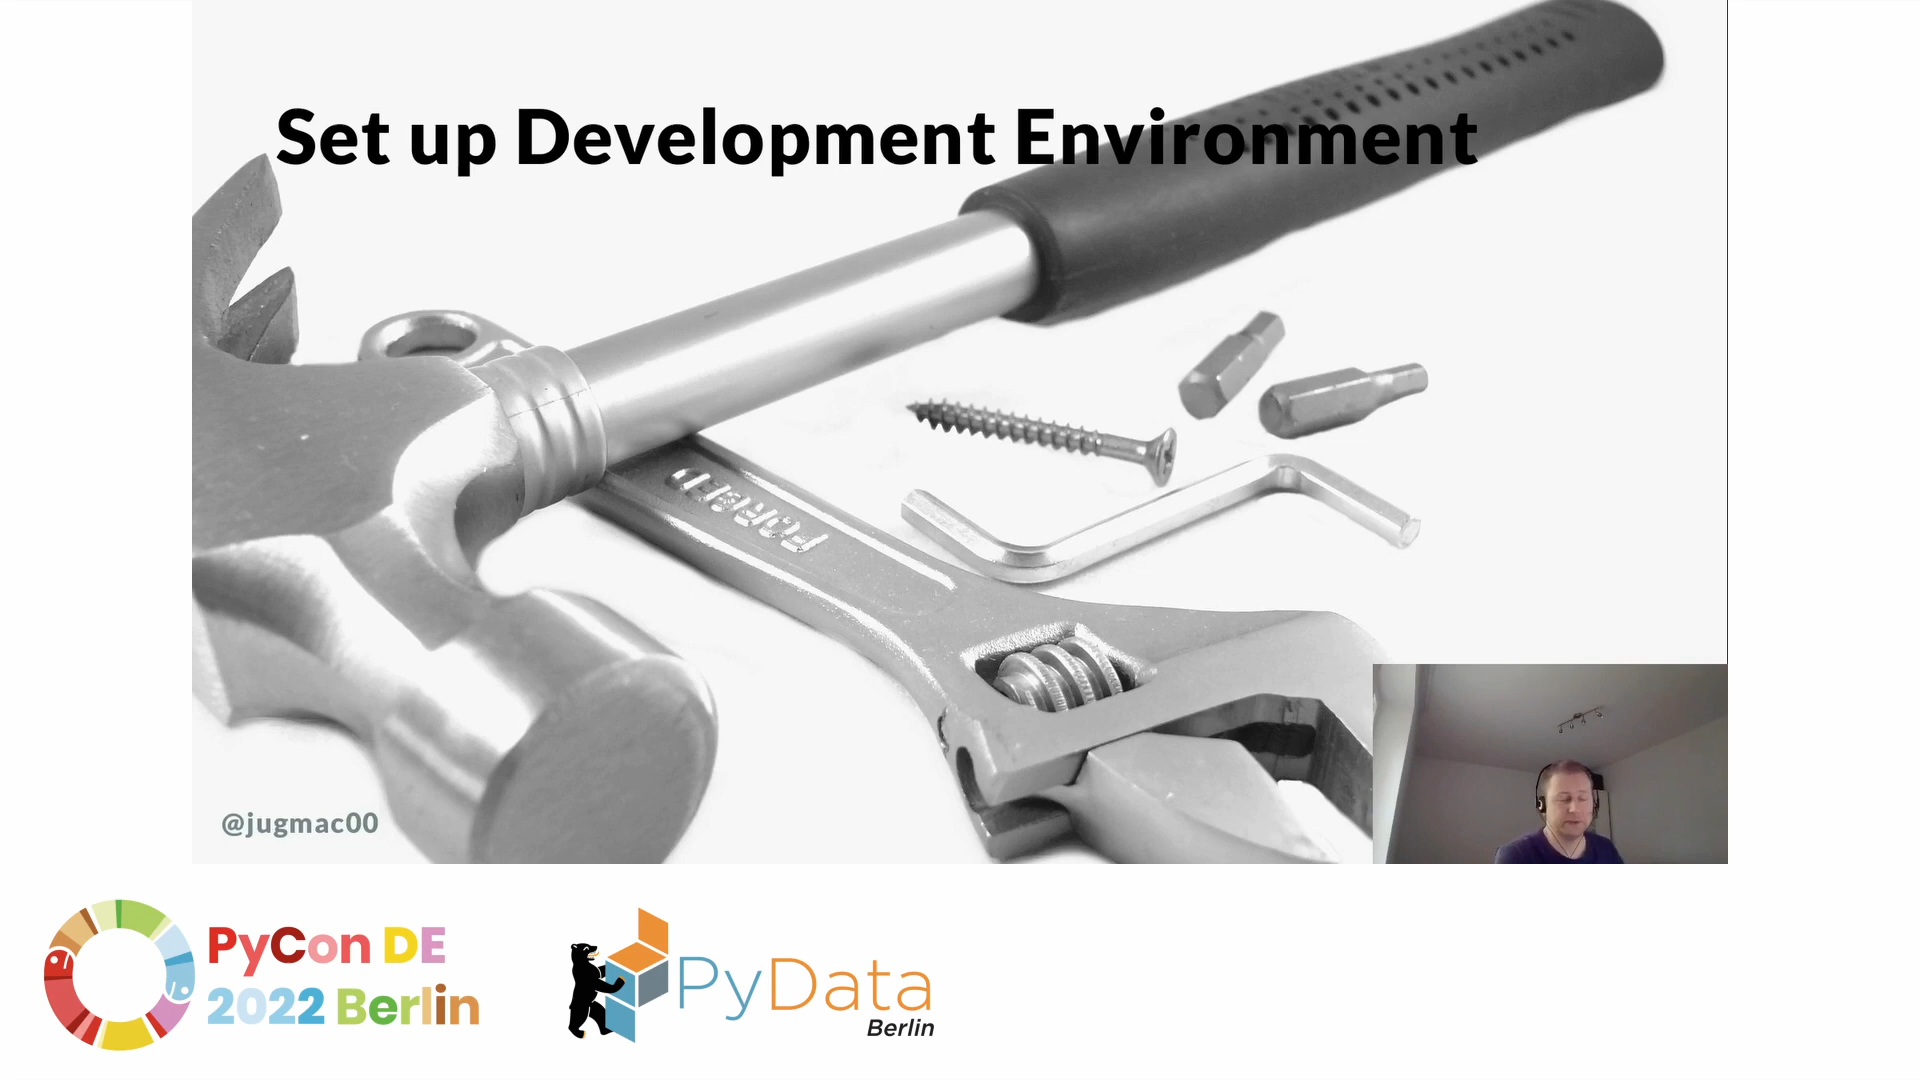 Set up Development Environment
FORGED
@jugmac00
PyCon DE
2022 Berlin
PyData
Berlin